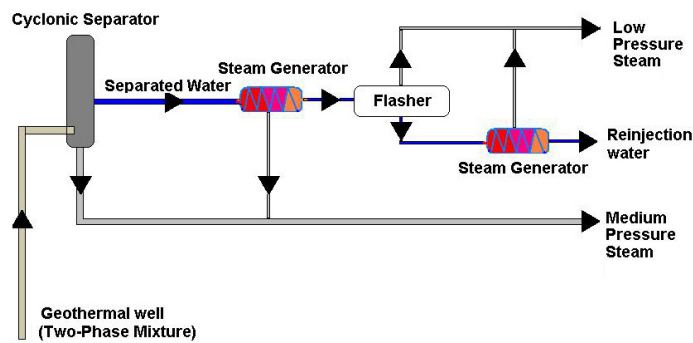 Cyclonic Separator
Separated Water
Steam Generator
Flasher
Low
Pressure
Steam
Reinjection
water
Steam Generator
Medium
Pressure
Steam
Geothermal well
(Two-Phase Mixture)